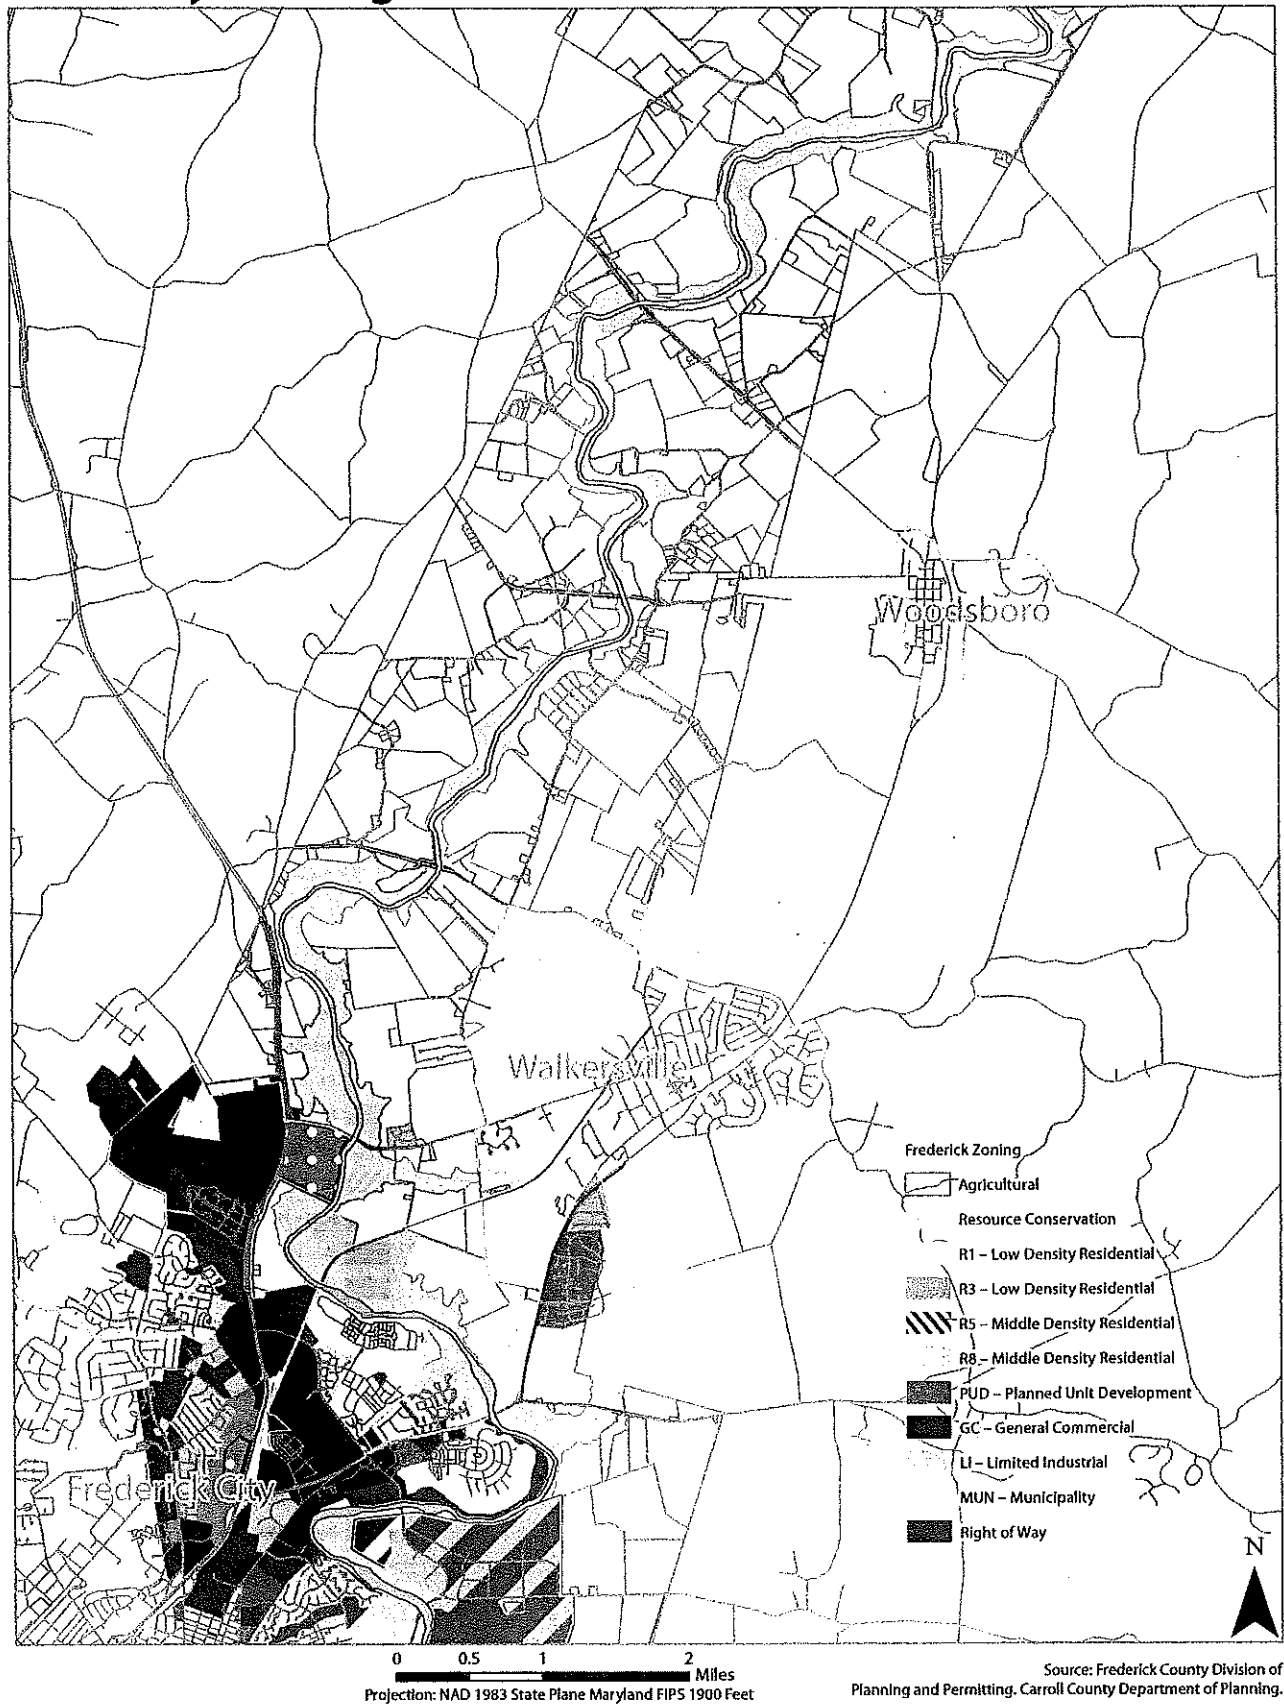 Woodsboro
Walkersville
Frederick City
Frederick Zoning
Agricultural
Resource Conservation
R1 – Low Density Residential
R3 – Low Density Residential
R5 – Middle Density Residential
R8 – Middle Density Residential
PUD – Planned Unit Development
GC – General Commercial
LI – Limited Industrial
MUN – Municipality
Right of Way
N
0 0.5 1 2
Miles
Projection: NAD 1983 State Plane Maryland FIPS 1900 Feet
Source: Frederick County Division of
Planning and Permitting. Carroll County Department of Planning.